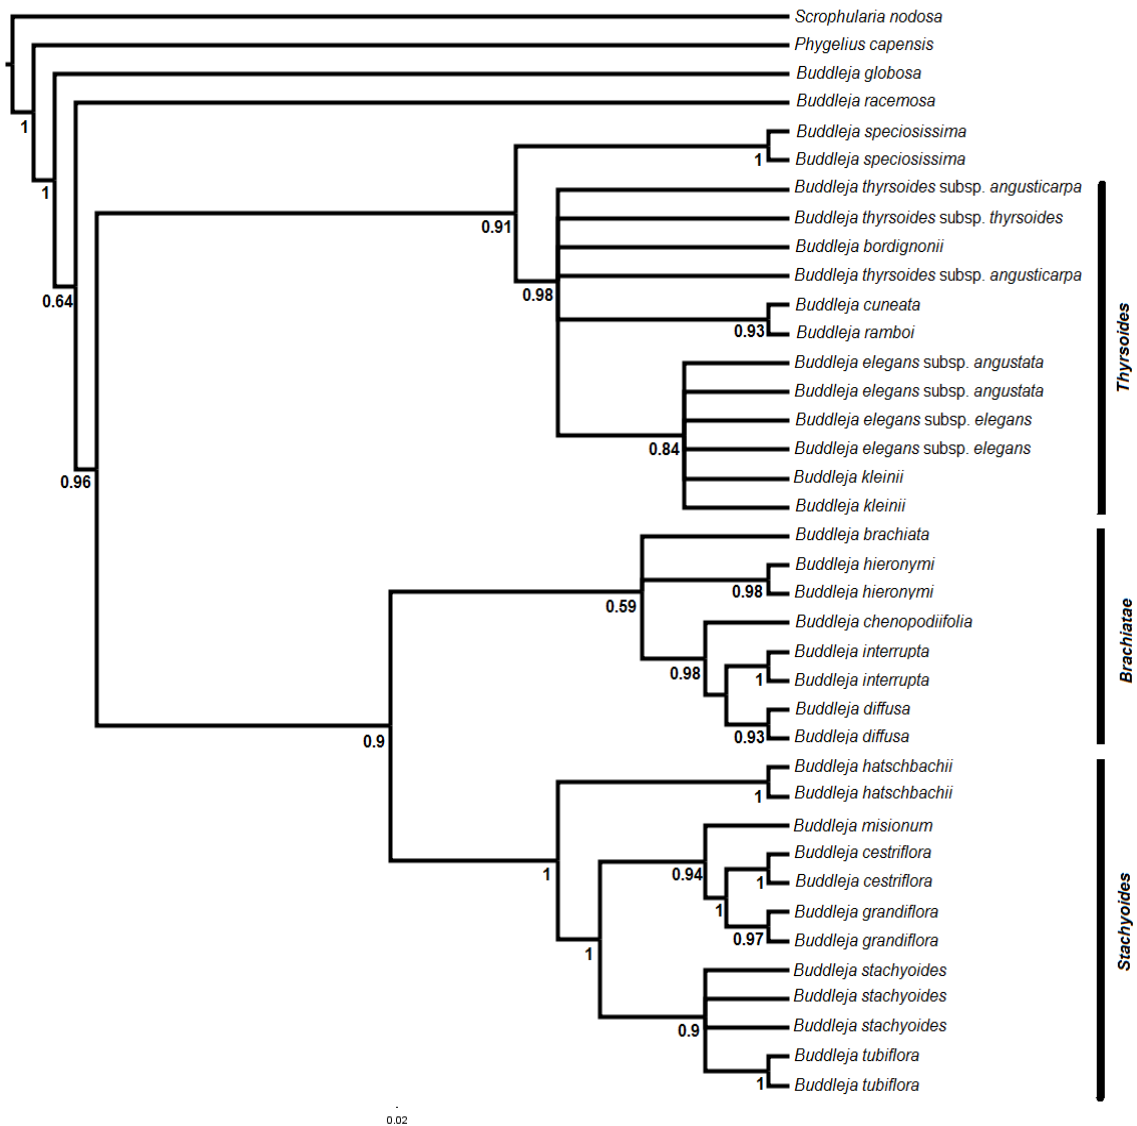 Scrophularia nodosa
Phygelius capensis
Buddleja globosa
Buddleja racemosa
1
Buddleja speciosissima
Buddleja speciosissima
1
1
Buddleja thyrsoides subsp. angusticarpa
Buddleja thyrsoides subsp. thyrsoides
0.91
Buddleja bordignonii
Buddleja thyrsoides subsp. angusticarpa
0.98
0.64
Buddleja cuneata
Buddleja ramboi
0.93
Thyrsoides
Buddleja elegans subsp. angustata
Buddleja elegans subsp. angustata
Buddleja elegans subsp. elegans
Buddleja elegans subsp. elegans
0.84
Buddleja kleinii
0.96
Buddleja kleinii
Buddleja brachiata
Buddleja hieronymi
Buddleja hieronymi
0.98
0.59
Buddleja chenopodiifolia
Brachiatae
Buddleja interrupta
0.98
Buddleja interrupta
1
Buddleja diffusa
Buddleja diffusa
0.93
0.9
Buddleja hatschbachii
Buddleja hatschbachii
1
Buddleja misionum
Buddleja cestriflora
0.94
1
Buddleja cestriflora
1
1
Buddleja grandiflora
Buddleja grandiflora
0.97
Stachyoides
1
Buddleja stachyoides
Buddleja stachyoides
Buddleja stachyoides
0.9
Buddleja tubiflora
Buddleja tubiflora
1
0.02